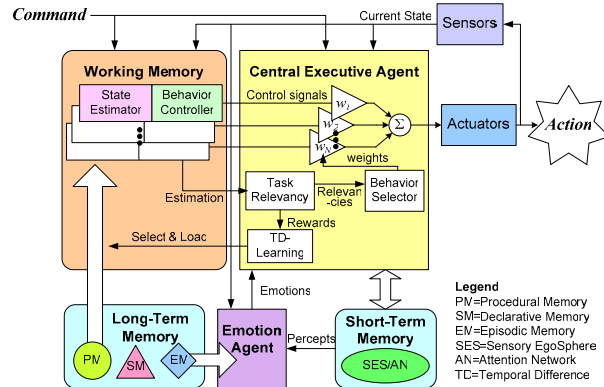 Command
Current State
Sensors
Working Memory
State Estimator
Behavior Controller
Central Executive Agent
Control signals
w1
w2
wN
Σ
Actuators
Action
weights
Estimation
Task Relevancy
Relevan-cies
Behavior Selector
Rewards
Select & Load
TD-Learning
Emotions
Long-Term Memory
PM
SM
EM
Emotion Agent
Percepts
Short-Term Memory
SES/AN
Legend
PM=Procedural Memory
SM=Declarative Memory
EM=Episodic Memory
SES=Sensory EgoSphere
AN=Attention Network
TD=Temporal Difference